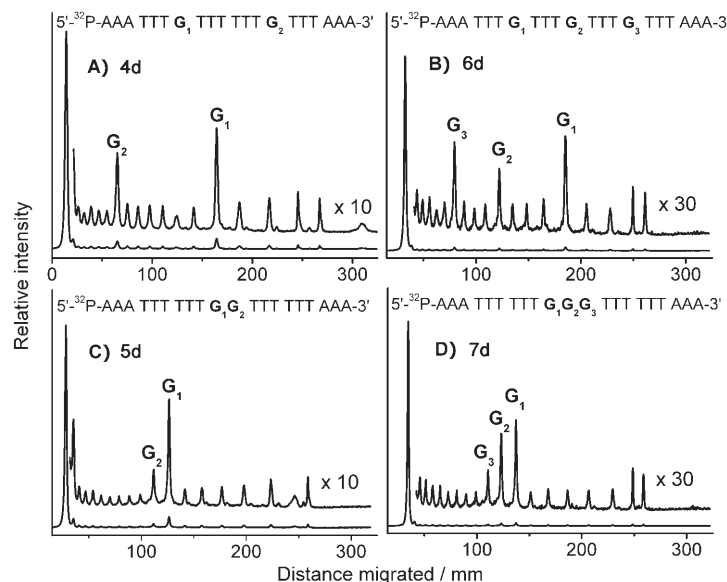 5'-³²P-AAA TTT G₁TTT TTT G₂ TTT AAA-3'
A) 4d
G₂
G₁
x 10
0 100 200 300
5'-³²P-AAA TTT G₁ TTT G₂ TTT G₃ TTT AAA-3
B) 6d
G₃
G₂
G₁
x 30
100 200 300
5'-³²P-AAA TTT TTT G₁G₂ TTT TTT AAA-3'
C) 5d
G₂
G₁
x 10
100 200 300
5'-³²P-AAA TTT TTT G₁G₂G₃ TTT TTT AAA-3'
D) 7d
G₃
G₂
G₁
x 30
100 200 300
Relative intensity
Distance migrated / mm